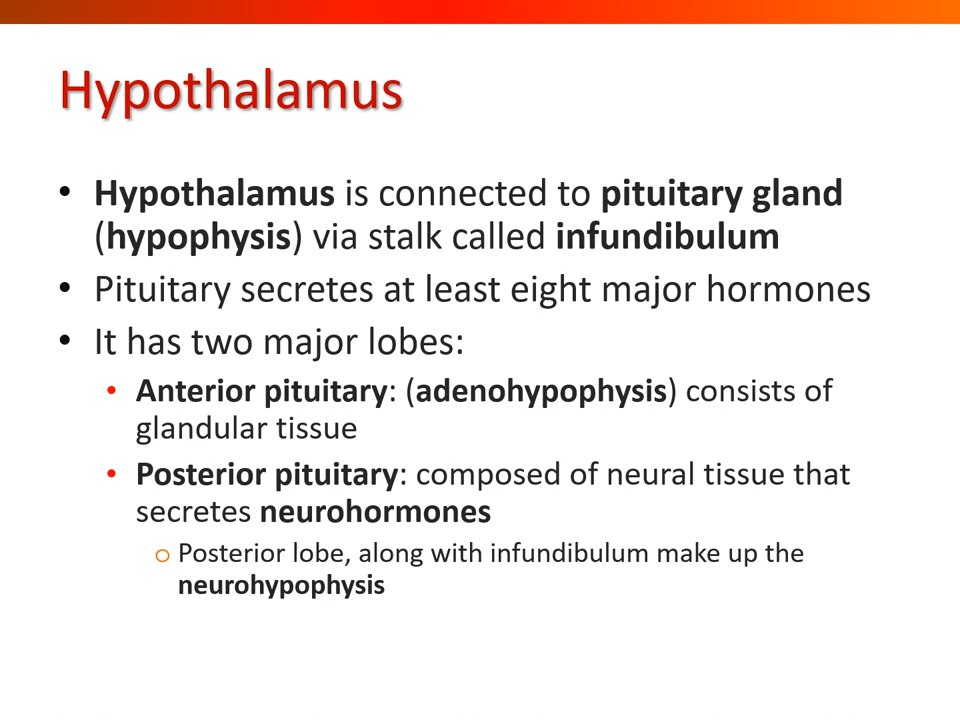 Hypothalamus
• Hypothalamus is connected to pituitary gland
(hypophysis) via stalk called infundibulum
• Pituitary secretes at least eight major hormones
• It has two major lobes:
• Anterior pituitary: (adenohypophysis) consists of
glandular tissue
• Posterior pituitary: composed of neural tissue that
secretes neurohormones
o Posterior lobe, along with infundibulum make up the
neurohypophysis